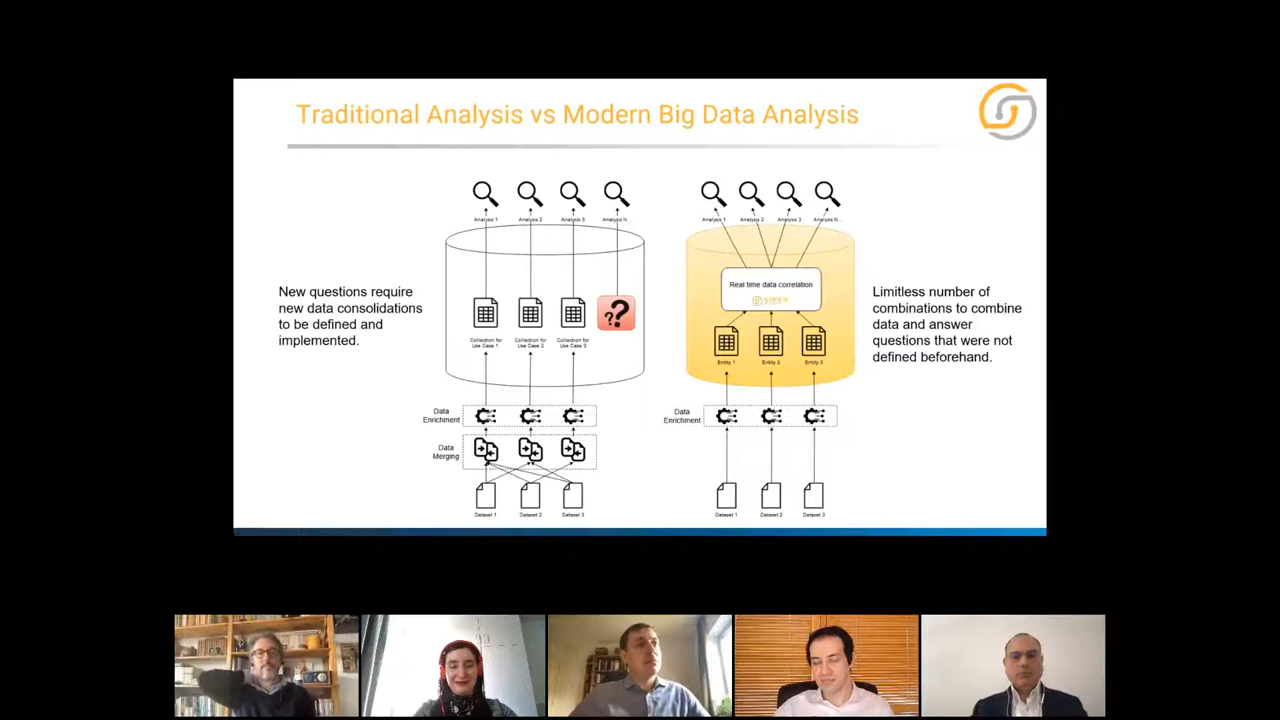 Traditional Analysis vs Modern Big Data Analysis
Analysis 1
Analysis 2
Analysis 3
Analysis N...
Collection for
Use Case 1
Collection for
Use Case 2
Collection for
Use Case 3
???
New questions require
new data consolidations
to be defined and
implemented.
Data
Enrichment
Data
Merging
Dataset 1
Dataset 2
Dataset 3
Analysis 1
Analysis 2
Analysis 3
Analysis N...
Real time data correlation
SIREN
Entity 1
Entity 2
Entity 3
Data
Enrichment
Dataset 1
Dataset 2
Dataset 3
Limitless number of
combinations to combine
data and answer
questions that were not
defined beforehand.